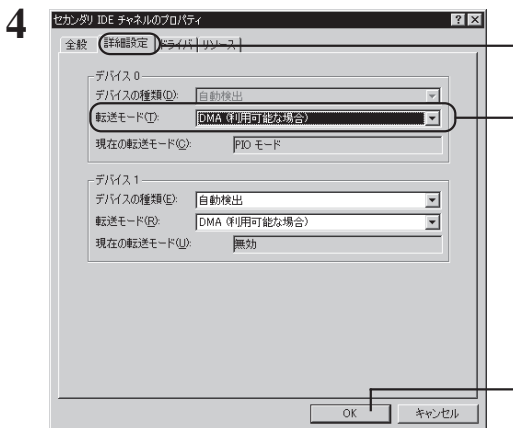 4
セカンダリ IDE チャネルのプロパティ
全般 詳細設定 ドライバ リソース
デバイス 0
デバイスの種類(D): 自動検出
転送モード(T): DMA (利用可能な場合)
現在の転送モード(C): PIO モード
デバイス 1
デバイスの種類(E): 自動検出
転送モード(R): DMA (利用可能な場合)
現在の転送モード(U): 無効
OK キャンセル